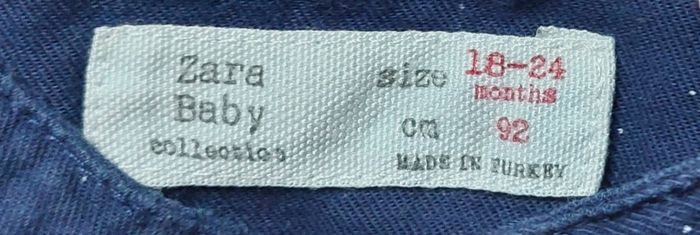 Zara
Baby
collection
size 18-24
months
cm 92
MADE IN TURKEY